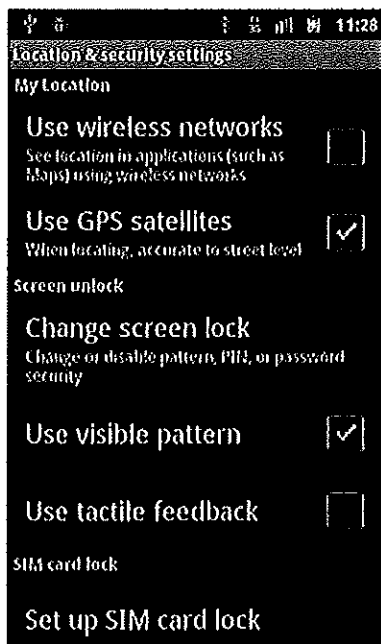 11:28
Location & security settings
My Location
Use wireless networks
See location in applications (such as
Maps) using wireless networks
Use GPS satellites
When locating, accurate to street level
Screen unlock
Change screen lock
Change or disable pattern, PIN, or password
security
Use visible pattern
Use tactile feedback
SIM card lock
Set up SIM card lock